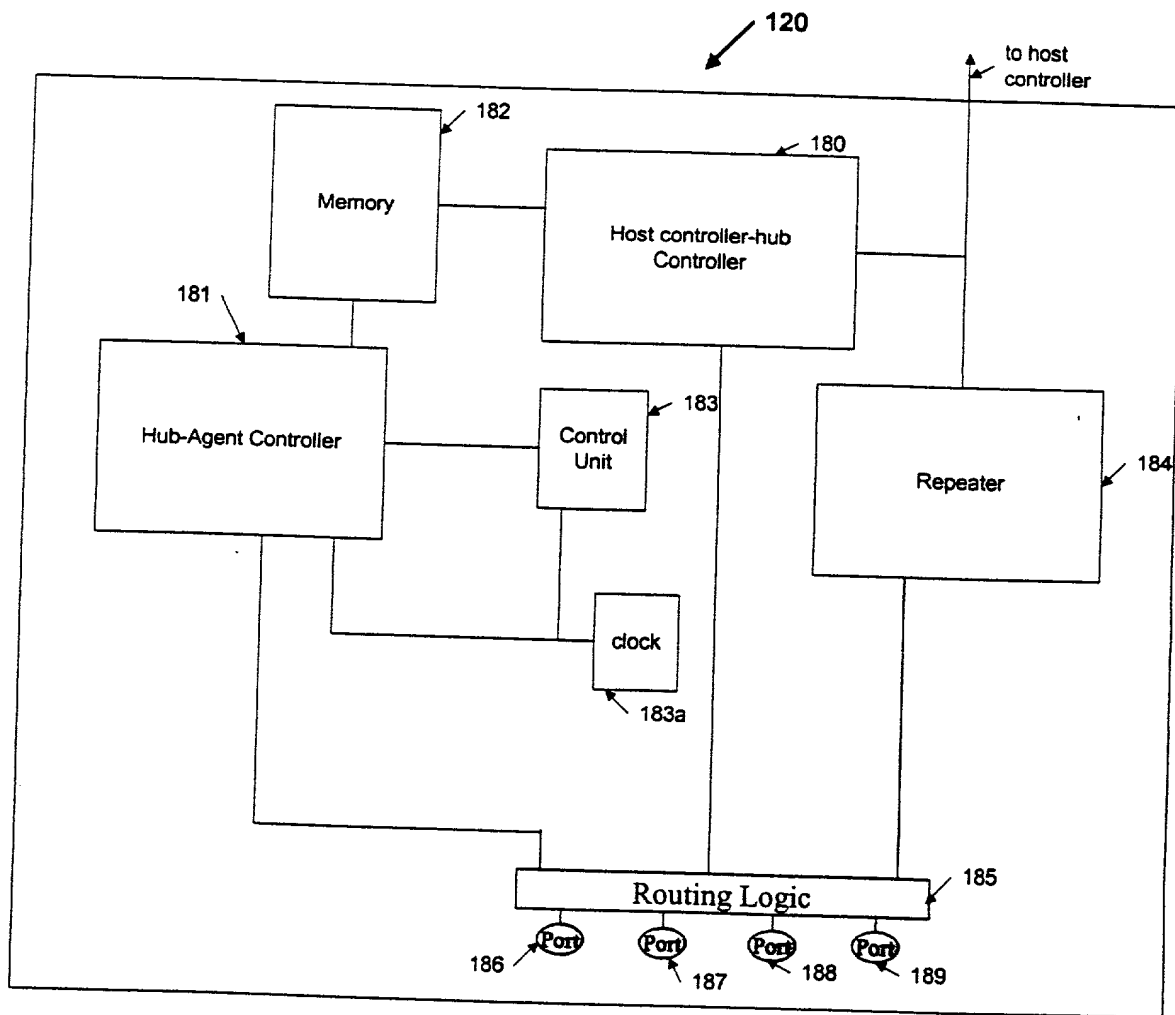 120
to host
controller
182
180
Memory
Host controller-hub
Controller
181
183
Hub-Agent Controller
Control
Unit
184
Repeater
clock
183a
185
Routing Logic
Port
Port
Port
Port
186
187
188
189